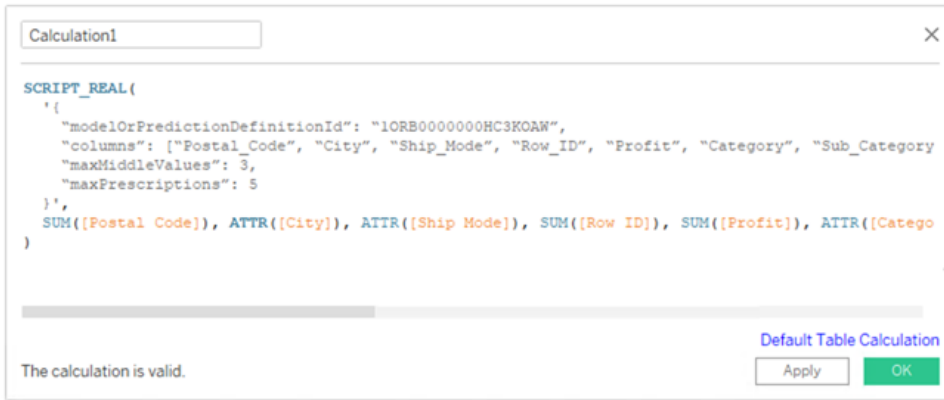 Calculation1
SCRIPT_REAL(
'{
“modelOrPredictionDefinitionId”: “1ORB0000000HC3KOAW”,
“columns”: [“Postal_Code”, “City”, “Ship_Mode”, “Row_ID”, “Profit”, “Category”, “Sub_Category
“maxMiddleValues”: 3,
“maxPrescriptions”: 5
}',
SUM([Postal Code]), ATTR([City]), ATTR([Ship Mode]), SUM([Row ID]), SUM([Profit]), ATTR([Catego
)
Default Table Calculation
The calculation is valid.
Apply
OK